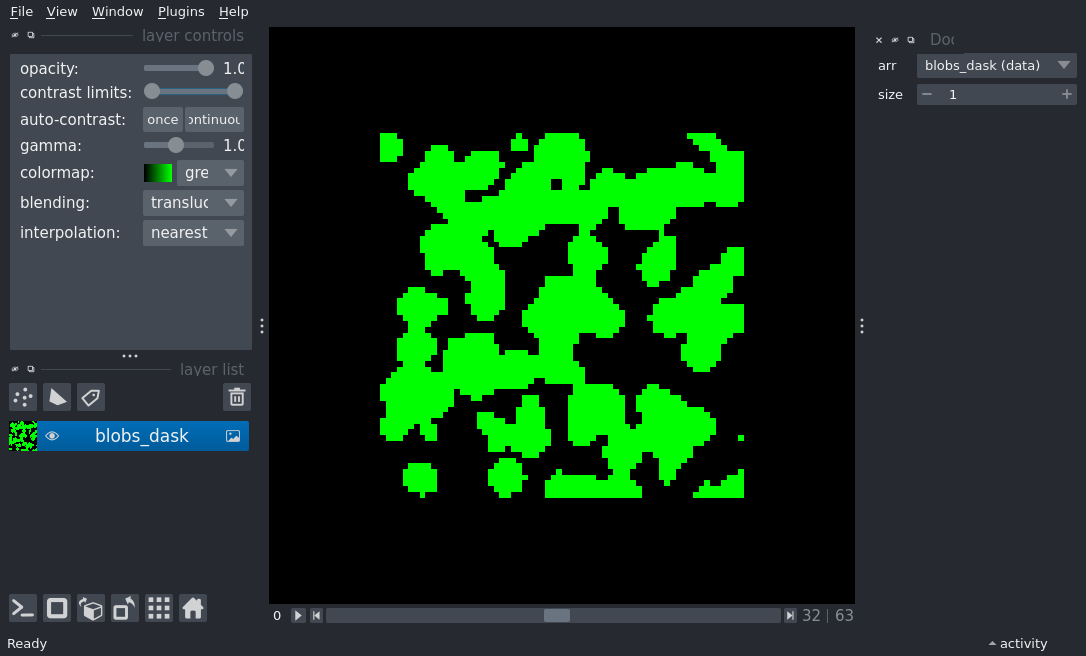 File View Window Plugins Help
layer controls
opacity: 1.0
contrast limits:
auto-contrast: once ontinuou
gamma: 1.0
colormap: gre
blending: transluc
interpolation: nearest
layer list
blobs_dask
0 32 | 63
Ready
Doc
arr blobs_dask (data)
size − 1 +
activity